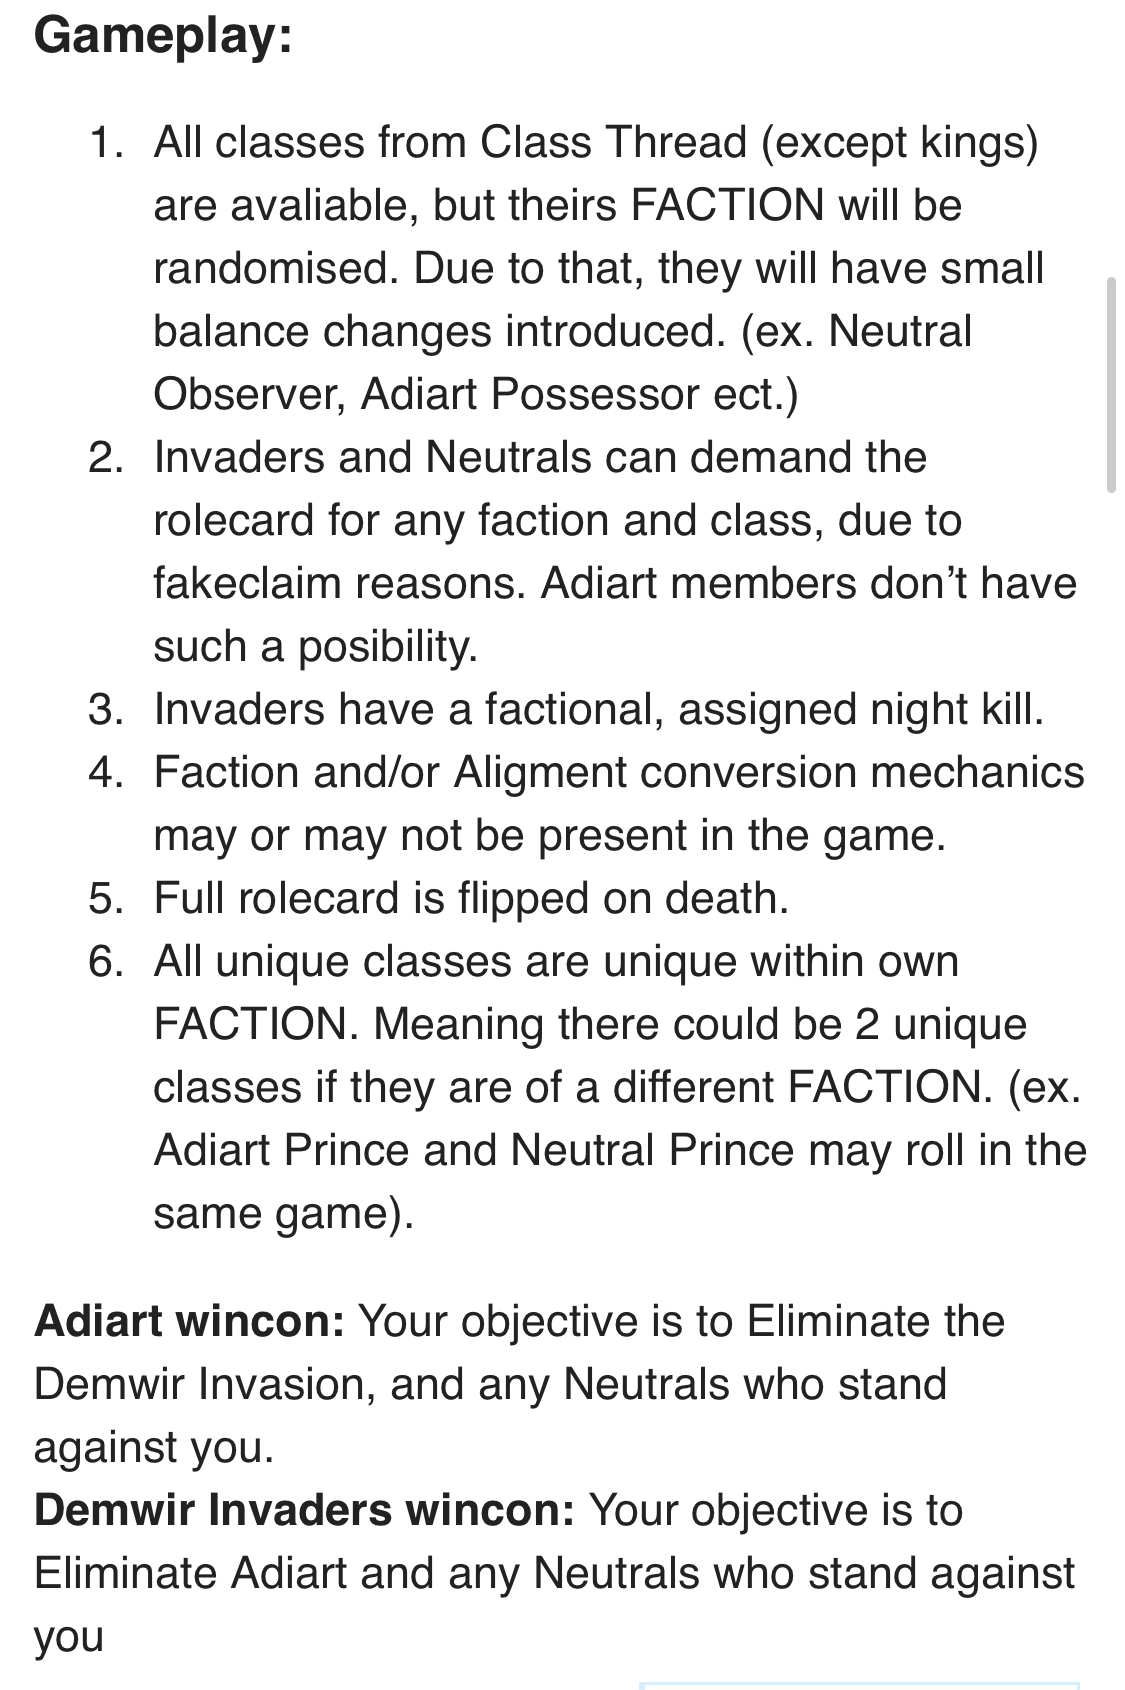 Gameplay:
1. All classes from Class Thread (except kings)
are avaliable, but theirs FACTION will be
randomised. Due to that, they will have small
balance changes introduced. (ex. Neutral
Observer, Adiart Possessor ect.)
2. Invaders and Neutrals can demand the
rolecard for any faction and class, due to
fakeclaim reasons. Adiart members don’t have
such a posibility.
3. Invaders have a factional, assigned night kill.
4. Faction and/or Aligment conversion mechanics
may or may not be present in the game.
5. Full rolecard is flipped on death.
6. All unique classes are unique within own
FACTION. Meaning there could be 2 unique
classes if they are of a different FACTION. (ex.
Adiart Prince and Neutral Prince may roll in the
same game).
Adiart wincon: Your objective is to Eliminate the
Demwir Invasion, and any Neutrals who stand
against you.
Demwir Invaders wincon: Your objective is to
Eliminate Adiart and any Neutrals who stand against
you